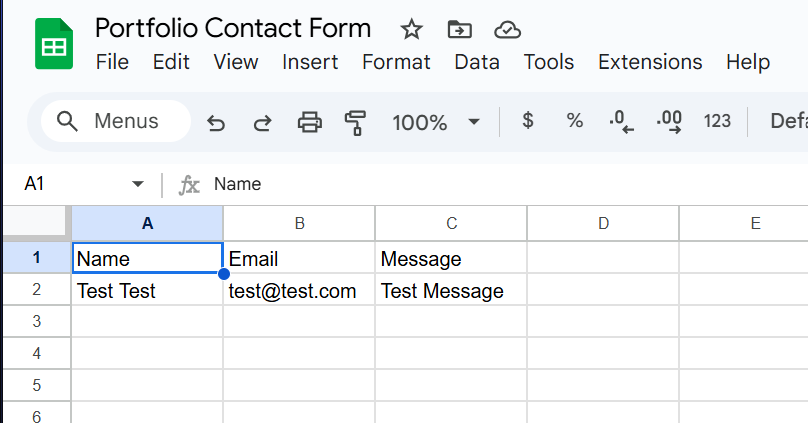 Portfolio Contact Form
File Edit View Insert Format Data Tools Extensions Help
Menus 100% $ % .0 .00 123 Defa
A1 fx Name
A B C D E
1 Name Email Message
2 Test Test test@test.com Test Message
3
4
5
6